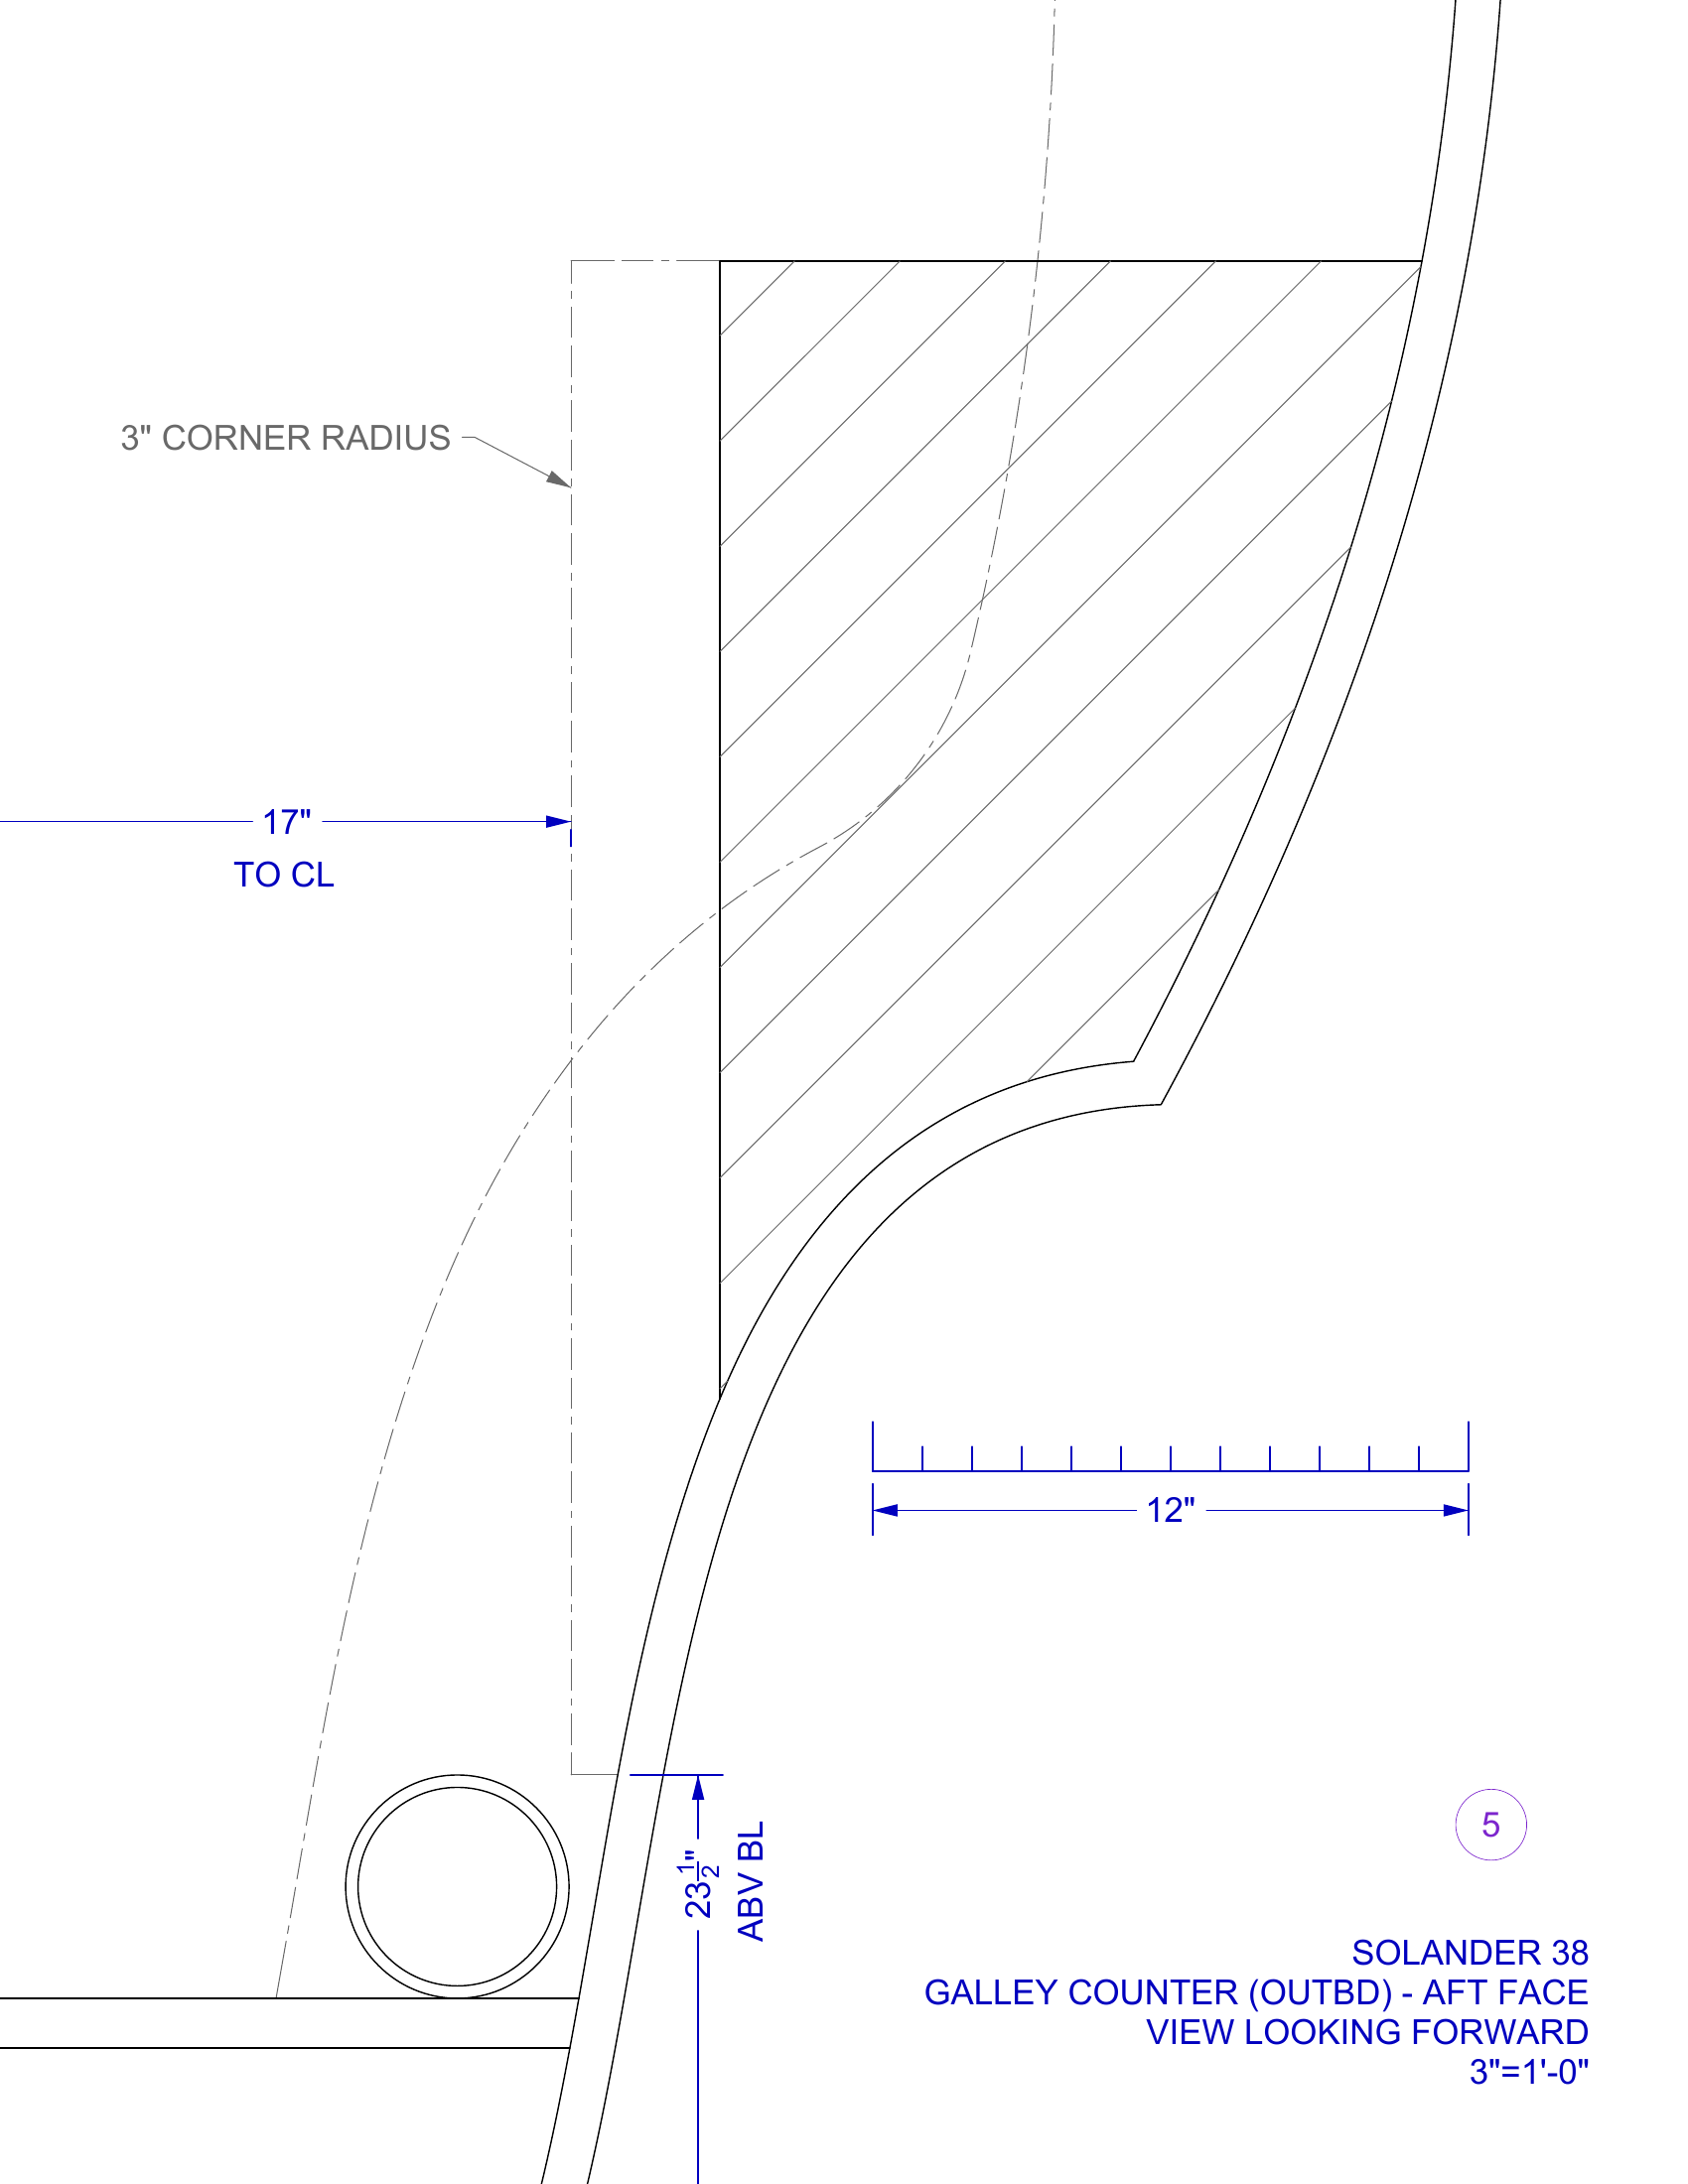 3" CORNER RADIUS
17"
TO CL
12"
23 1/2"
ABV BL
5
SOLANDER 38
GALLEY COUNTER (OUTBD) - AFT FACE
VIEW LOOKING FORWARD
3"=1'-0"